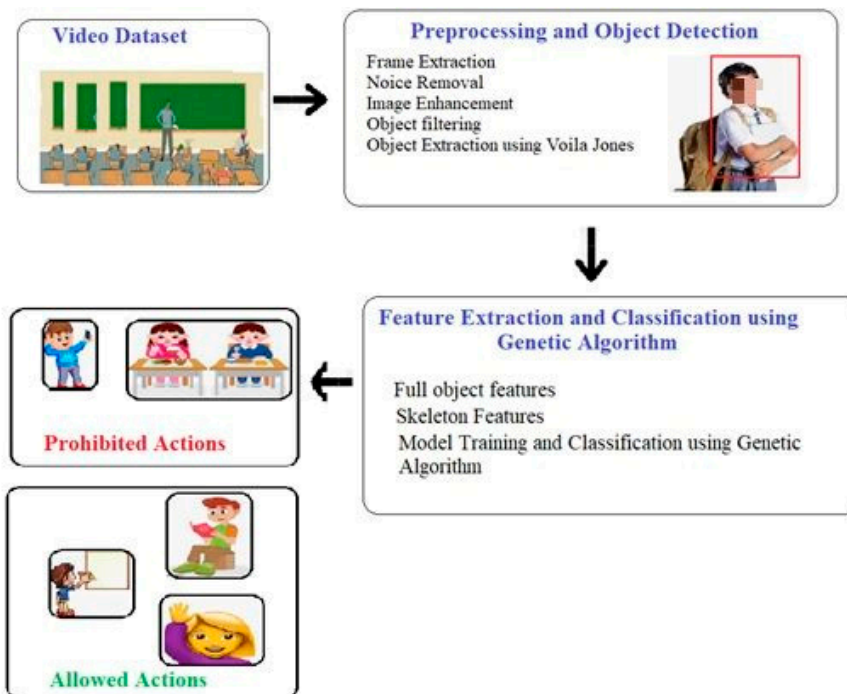 Video Dataset
Preprocessing and Object Detection
Frame Extraction
Noice Removal
Image Enhancement
Object filtering
Object Extraction using Voila Jones
Feature Extraction and Classification using
Genetic Algorithm
Full object features
Skeleton Features
Model Training and Classification using Genetic
Algorithm
Prohibited Actions
Allowed Actions